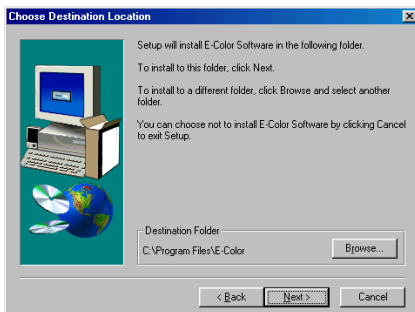 Choose Destination Location
Setup will install E-Color Software in the following folder.
To install to this folder, click Next.
To install to a different folder, click Browse and select another
folder.
You can choose not to install E-Color Software by clicking Cancel
to exit Setup.
Destination Folder
C:\Program Files\E-Color
Browse...
< Back
Next >
Cancel